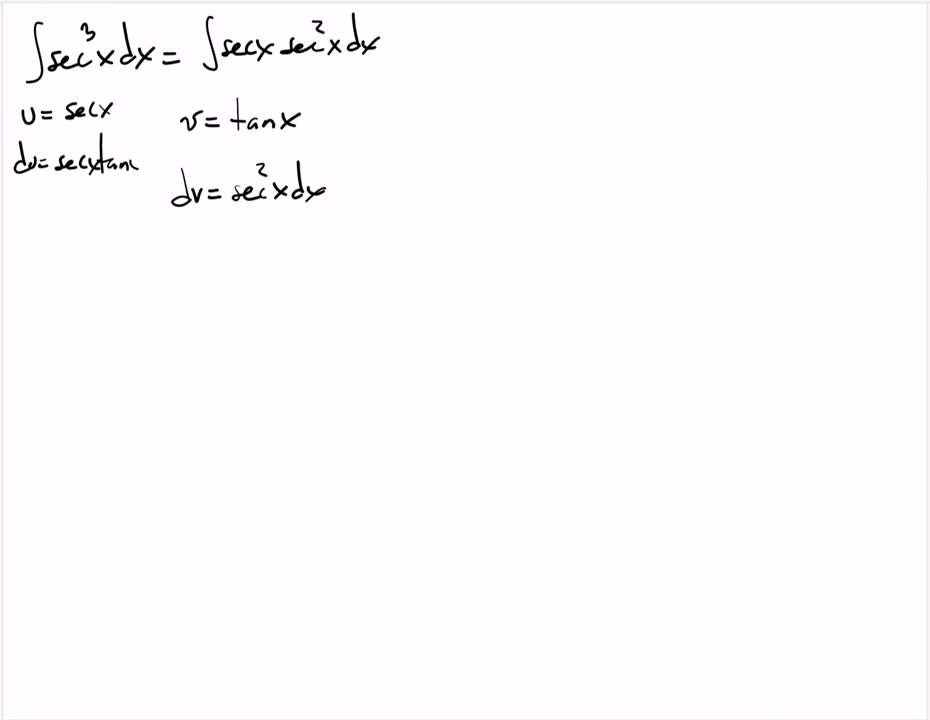 ∫sec³x dx = ∫secx sec²x dx
u = secx v = tanx
du = secxtanx
dv = sec²x dx